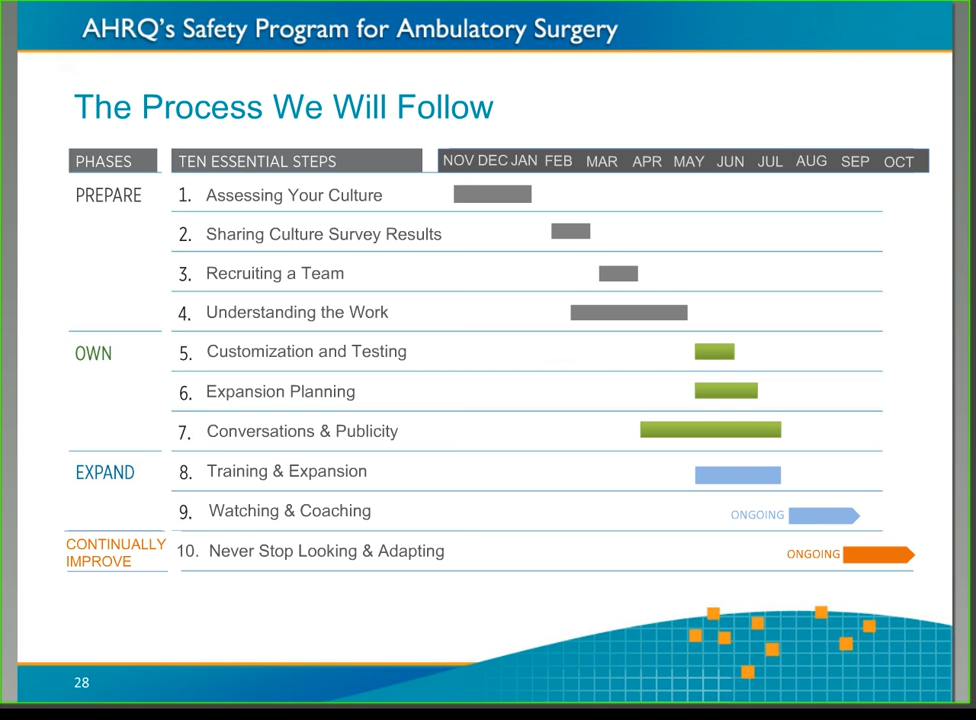 AHRQ's Safety Program for Ambulatory Surgery
The Process We Will Follow
PHASES TEN ESSENTIAL STEPS NOV DEC JAN FEB MAR APR MAY JUN JUL AUG SEP OCT
PREPARE 1. Assessing Your Culture
2. Sharing Culture Survey Results
3. Recruiting a Team
4. Understanding the Work
OWN 5. Customization and Testing
6. Expansion Planning
7. Conversations & Publicity
EXPAND 8. Training & Expansion
9. Watching & Coaching ONGOING
CONTINUALLY
IMPROVE
10. Never Stop Looking & Adapting ONGOING
28